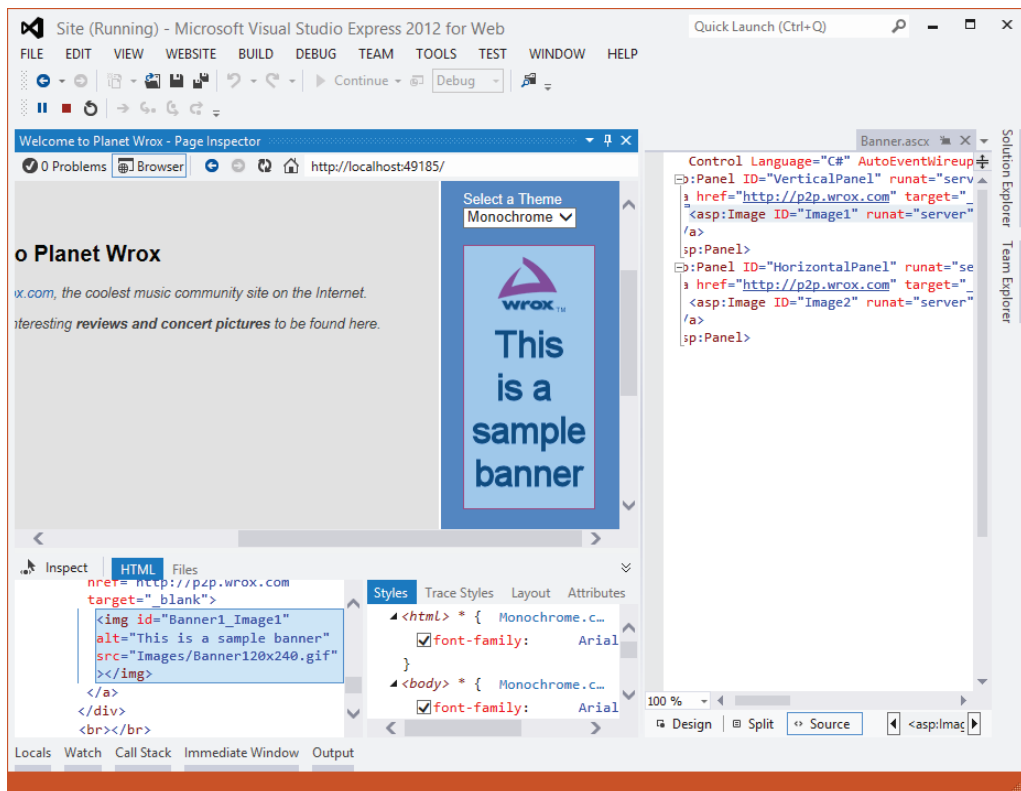 Site (Running) - Microsoft Visual Studio Express 2012 for Web
Quick Launch (Ctrl+Q)
FILE EDIT VIEW WEBSITE BUILD DEBUG TEAM TOOLS TEST WINDOW HELP
Continue Debug
Welcome to Planet Wrox - Page Inspector
0 Problems Browser http://localhost:49185/
Select a Theme
Monochrome
o Planet Wrox
ox.com, the coolest music community site on the Internet.
nteresting reviews and concert pictures to be found here.
wrox TM
This
is a
sample
banner
Inspect HTML Files
href="http://p2p.wrox.com
target="_blank">
<img id="Banner1_Image1"
alt="This is a sample banner"
src="Images/Banner120x240.gif"
></img>
</a>
</div>
<br></br>
Styles Trace Styles Layout Attributes
<html> * { Monochrome.c...
font-family: Arial
}
<body> * { Monochrome.c...
font-family: Arial
Banner.ascx
Control Language="C#" AutoEventWireup
p:Panel ID="VerticalPanel" runat="serv
a href="http://p2p.wrox.com" target="_
<asp:Image ID="Image1" runat="server"
/a>
sp:Panel>
p:Panel ID="HorizontalPanel" runat="se
a href="http://p2p.wrox.com" target="_
<asp:Image ID="Image2" runat="server"
/a>
sp:Panel>
100 %
Design Split Source <asp:Imag
Solution Explorer
Team Explorer
Locals Watch Call Stack Immediate Window Output